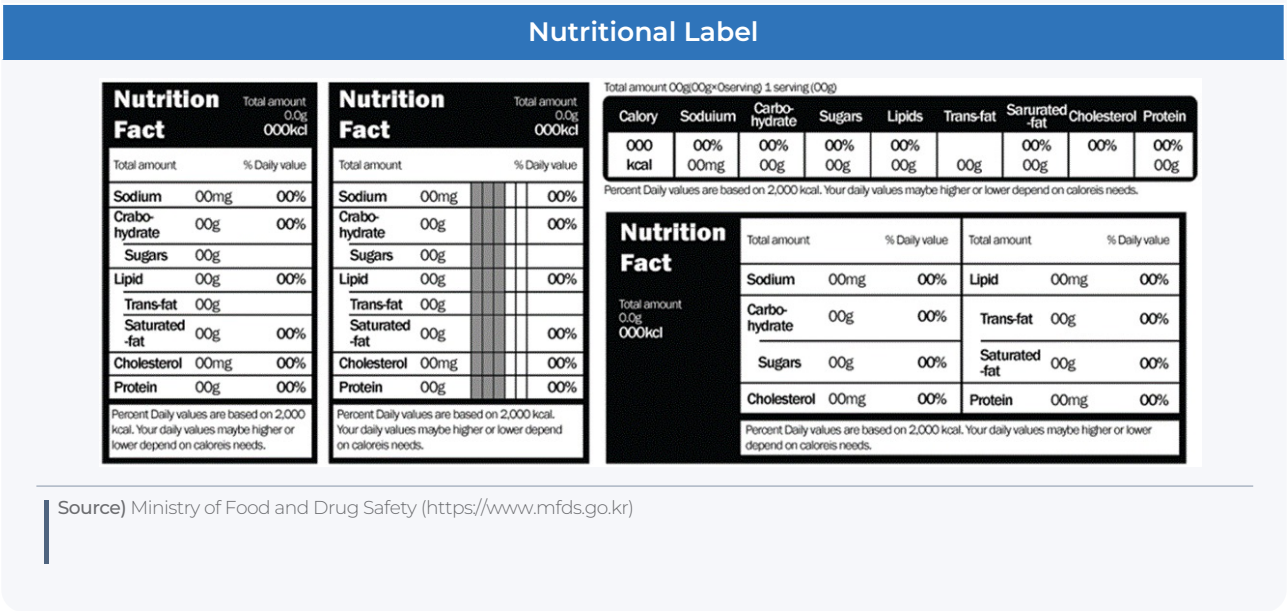 Nutritional Label
Nutrition Fact
Total amount
0.0g
000kcl
Total amount % Daily value
Sodium 00mg 00%
Crabo-
hydrate 00g 00%
Sugars 00g
Lipid 00g 00%
Trans-fat 00g
Saturated
-fat 00g 00%
Cholesterol 00mg 00%
Protein 00g 00%
Percent Daily values are based on 2,000
kcal. Your daily values maybe higher or
lower depend on caloreis needs.
Nutrition Fact
Total amount
0.0g
000kcl
Total amount % Daily value
Sodium 00mg 00%
Crabo-
hydrate 00g 00%
Sugars 00g
Lipid 00g 00%
Trans-fat 00g
Saturated
-fat 00g 00%
Cholesterol 00mg 00%
Protein 00g 00%
Percent Daily values are based on 2,000 kcal.
Your daily values maybe higher or lower depend
on caloreis needs.
Total amount 00g(00g×0serving) 1 serving (00g)
Calory Soduium Carbo-hydrate Sugars Lipids Trans-fat Sarurated-fat Cholesterol Protein
000 00% 00% 00% 00% 00% 00% 00%
kcal 00mg 00g 00g 00g 00g 00g 00g
Percent Daily values are based on 2,000 kcal. Your daily values maybe higher or lower depend on caloreis needs.
Nutrition
Fact
Total amount
0.0g
000kcl
Total amount % Daily value
Sodium 00mg 00%
Carbo-
hydrate 00g 00%
Sugars 00g 00%
Cholesterol 00mg 00%
Total amount % Daily value
Lipid 00mg 00%
Trans-fat 00g 00%
Saturated
-fat 00g 00%
Protein 00mg 00%
Percent Daily values are based on 2,000 kcal. Your daily values maybe higher or lower
depend on caloreis needs.
Source) Ministry of Food and Drug Safety (https://www.mfds.go.kr)